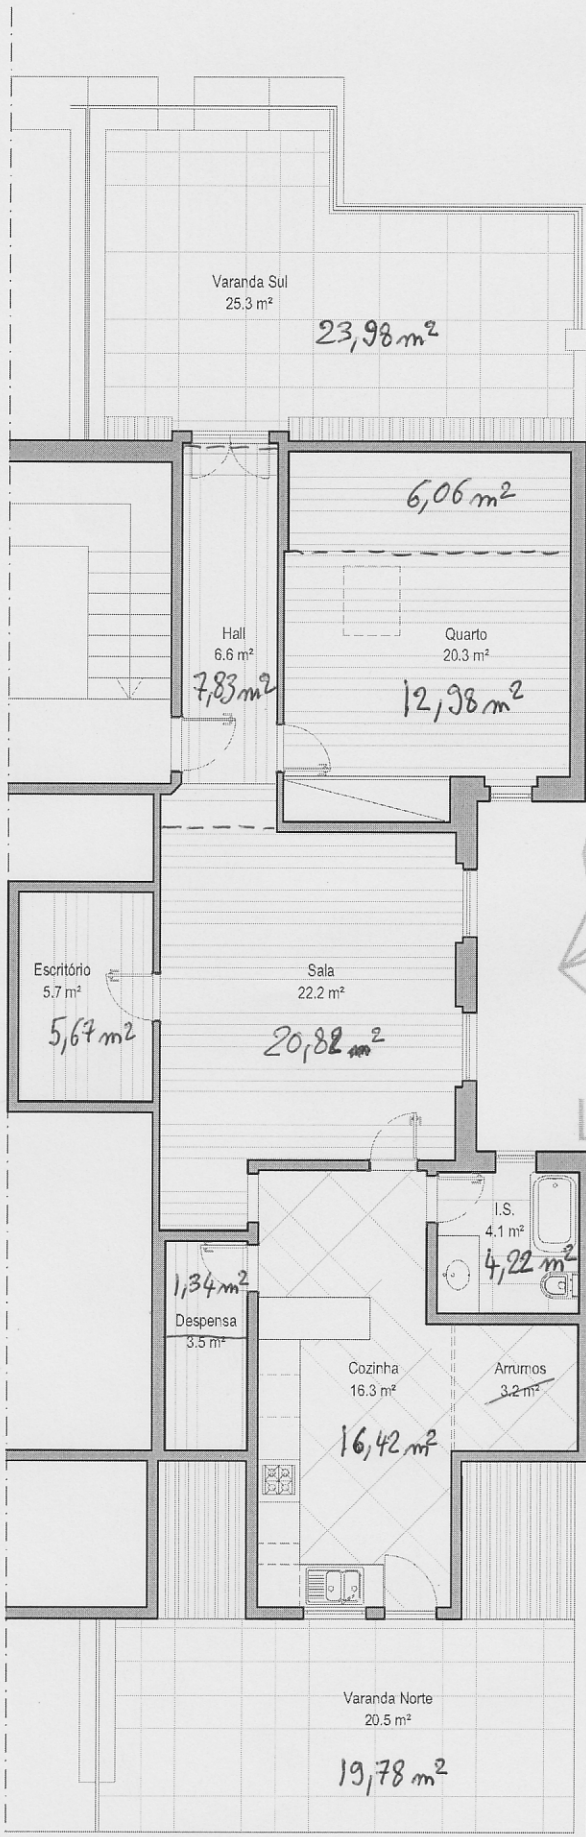 Varanda Sul
25.3 m²
23,98 m²
6,06 m²
Hall
6.6 m²
7,83 m²
Quarto
20.3 m²
12,98 m²
Escritório
5.7 m²
5,67 m²
Sala
22.2 m²
20,82 m²
I.S.
4.1 m²
4,22 m²
1,34 m²
Despensa
3.5 m²
Cozinha
16.3 m²
16,42 m²
Arrumos
3.2 m²
Varanda Norte
20.5 m²
19,78 m²